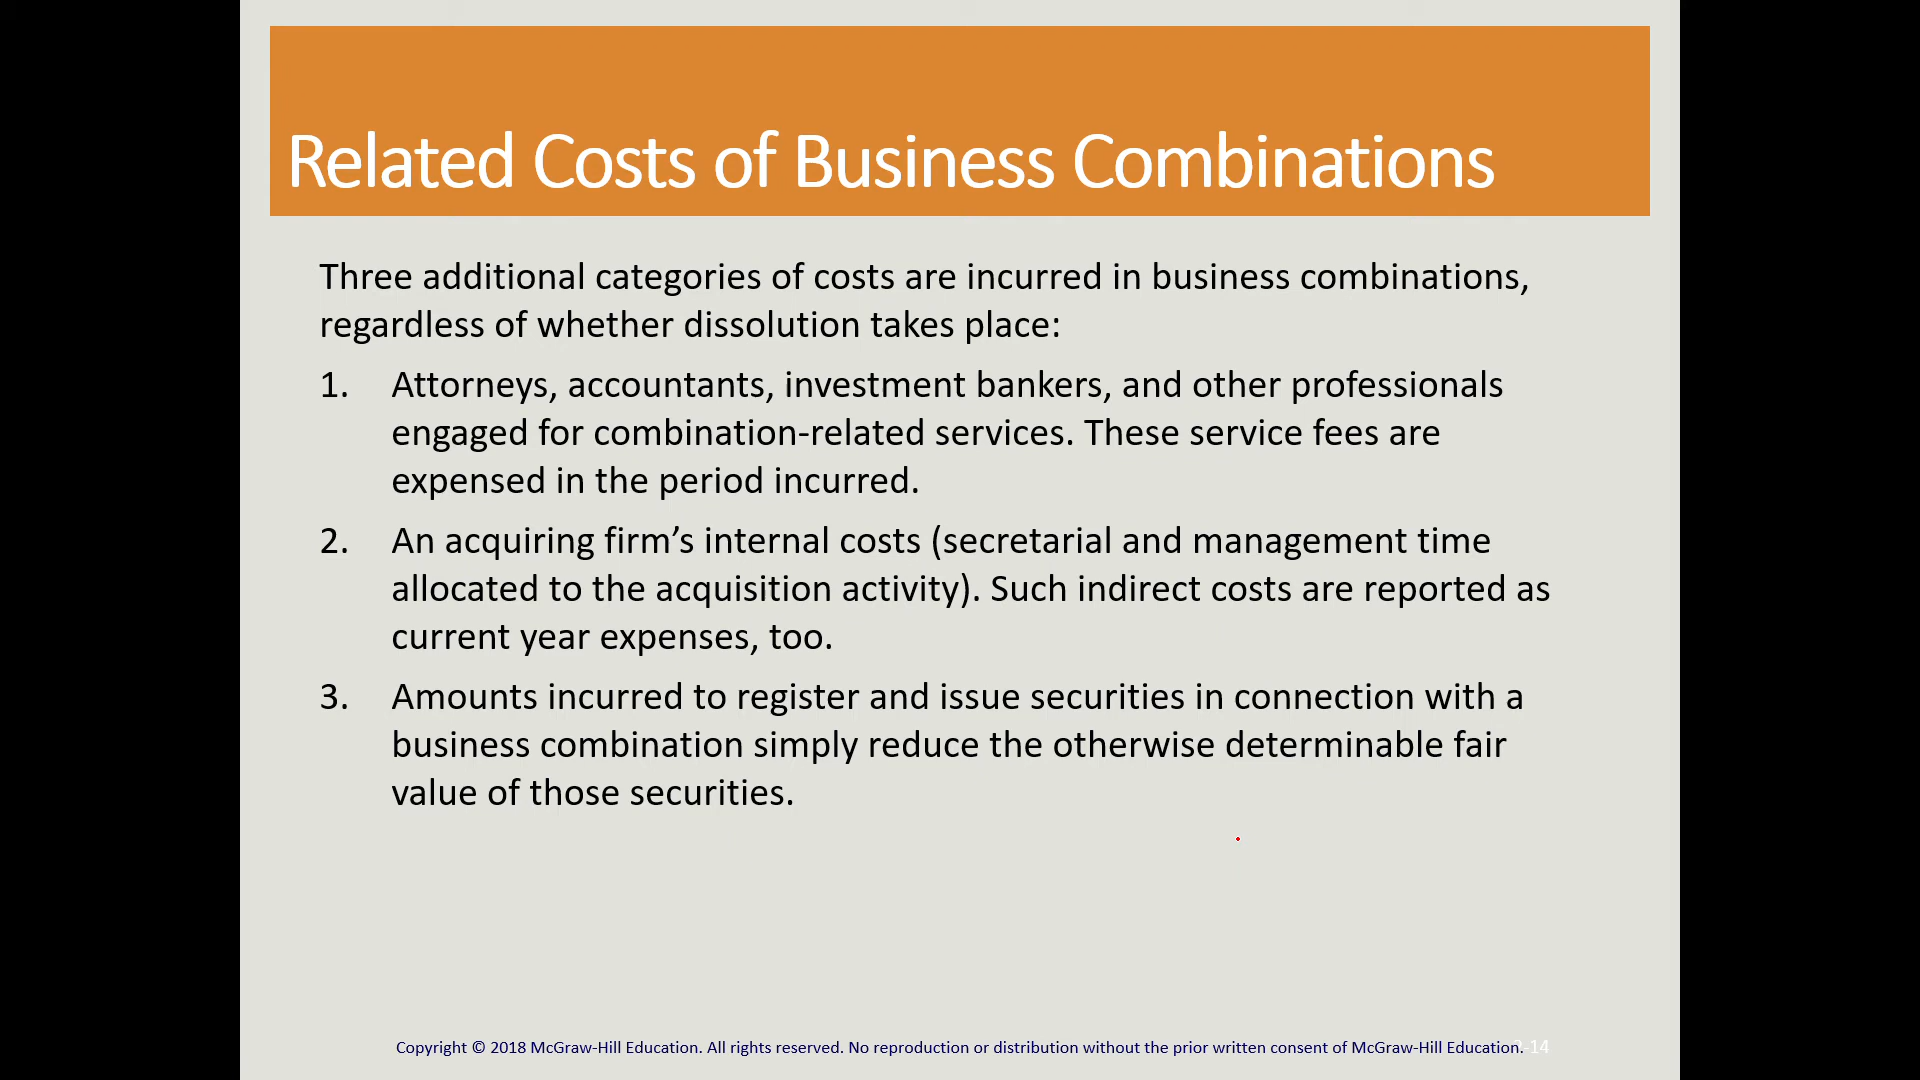 Related Costs of Business Combinations
Three additional categories of costs are incurred in business combinations,
regardless of whether dissolution takes place:
1. Attorneys, accountants, investment bankers, and other professionals
engaged for combination-related services. These service fees are
expensed in the period incurred.
2. An acquiring firm’s internal costs (secretarial and management time
allocated to the acquisition activity). Such indirect costs are reported as
current year expenses, too.
3. Amounts incurred to register and issue securities in connection with a
business combination simply reduce the otherwise determinable fair
value of those securities.
Copyright © 2018 McGraw-Hill Education. All rights reserved. No reproduction or distribution without the prior written consent of McGraw-Hill Education. -14